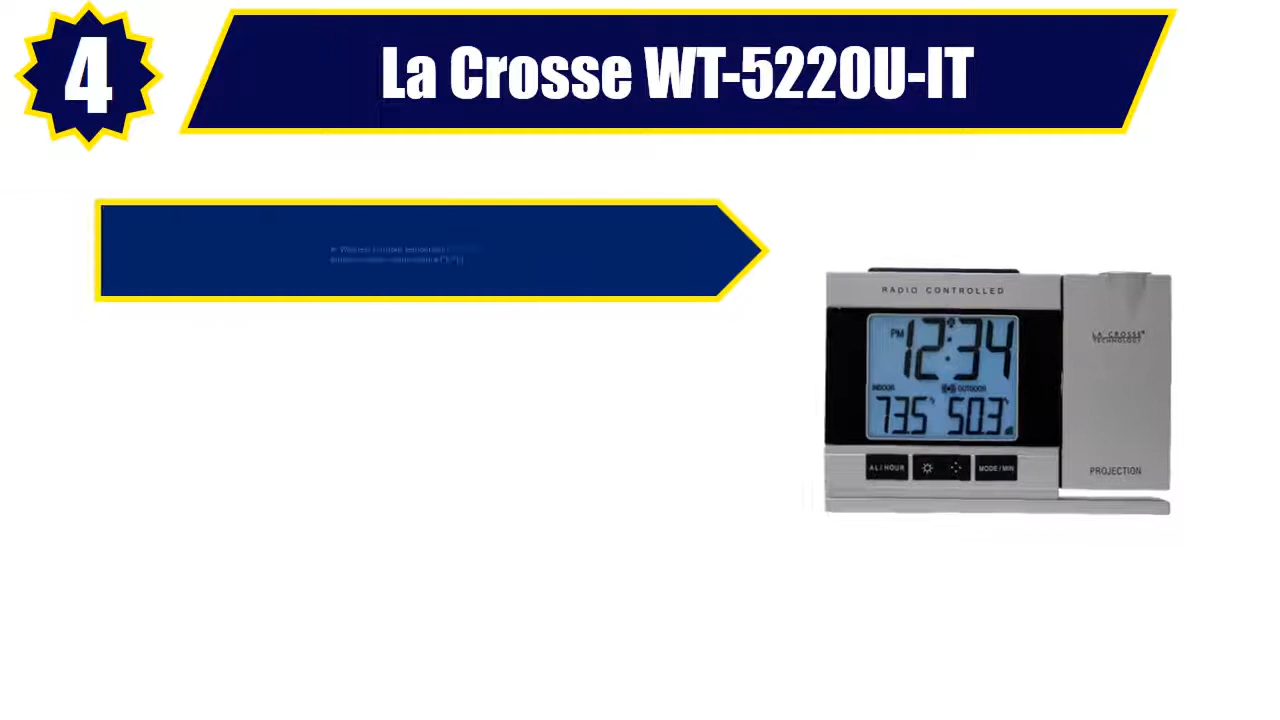 4
La Crosse WT-5220U-IT
RADIO CONTROLLED
PM 12:34
LA CROSSE
TECHNOLOGY
INDOOR OUTDOOR
73.5 50.3
AL/HOUR MODE/MIN
PROJECTION